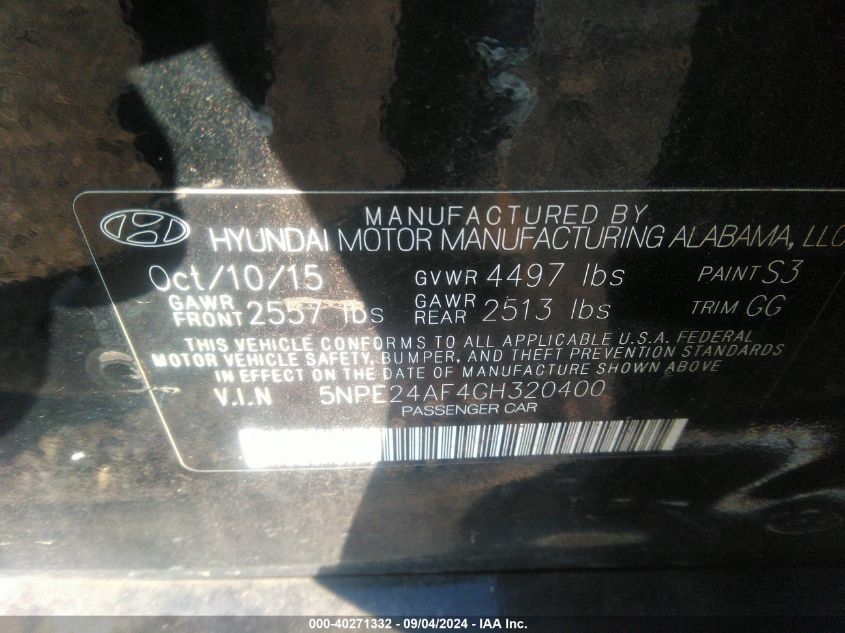 MANUFACTURED BY
HYUNDAI MOTOR MANUFACTURING ALABAMA, LLC
Oct/10/15 GVWR 4497 lbs PAINT S3
GAWR FRONT 2557 lbs GAWR REAR 2513 lbs TRIM GG
THIS VEHICLE CONFORMS TO ALL APPLICABLE U.S.A. FEDERAL
MOTOR VEHICLE SAFETY, BUMPER, AND THEFT PREVENTION STANDARDS
IN EFFECT ON THE DATE OF MANUFACTURE SHOWN ABOVE
V.I.N 5NPE24AF4GH320400
PASSENGER CAR
000-40271332 - 09/04/2024 - IAA Inc.